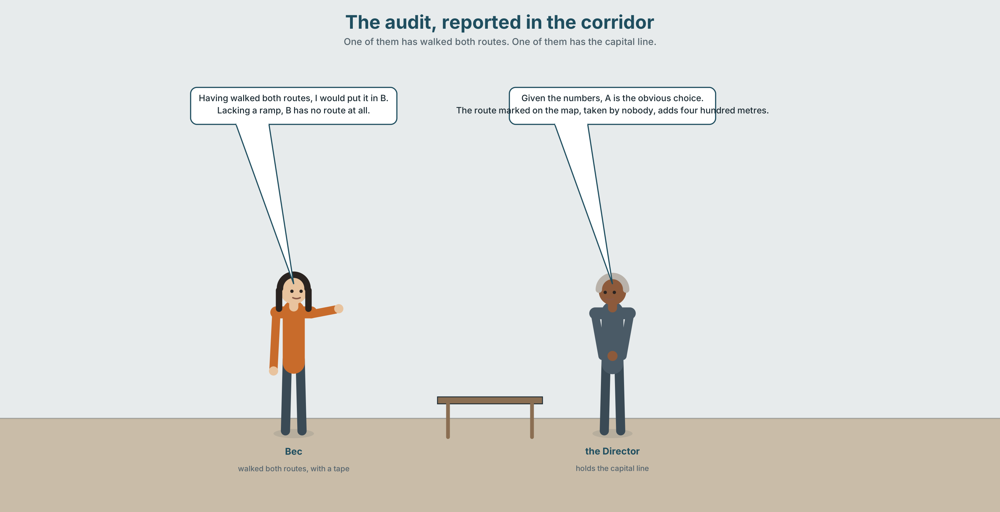 The audit, reported in the corridor
One of them has walked both routes. One of them has the capital line.
Having walked both routes, I would put it in B.
Lacking a ramp, B has no route at all.
Given the numbers, A is the obvious choice.
The route marked on the map, taken by nobody, adds four hundred metres.
Bec
walked both routes, with a tape
the Director
holds the capital line